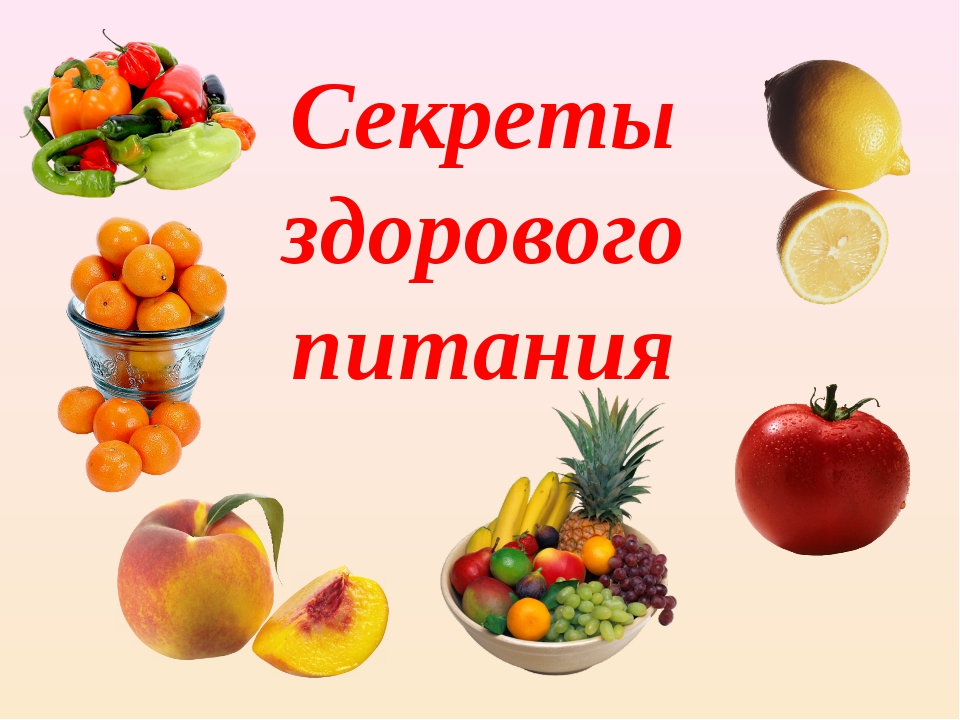 Секреты
здорового
питания